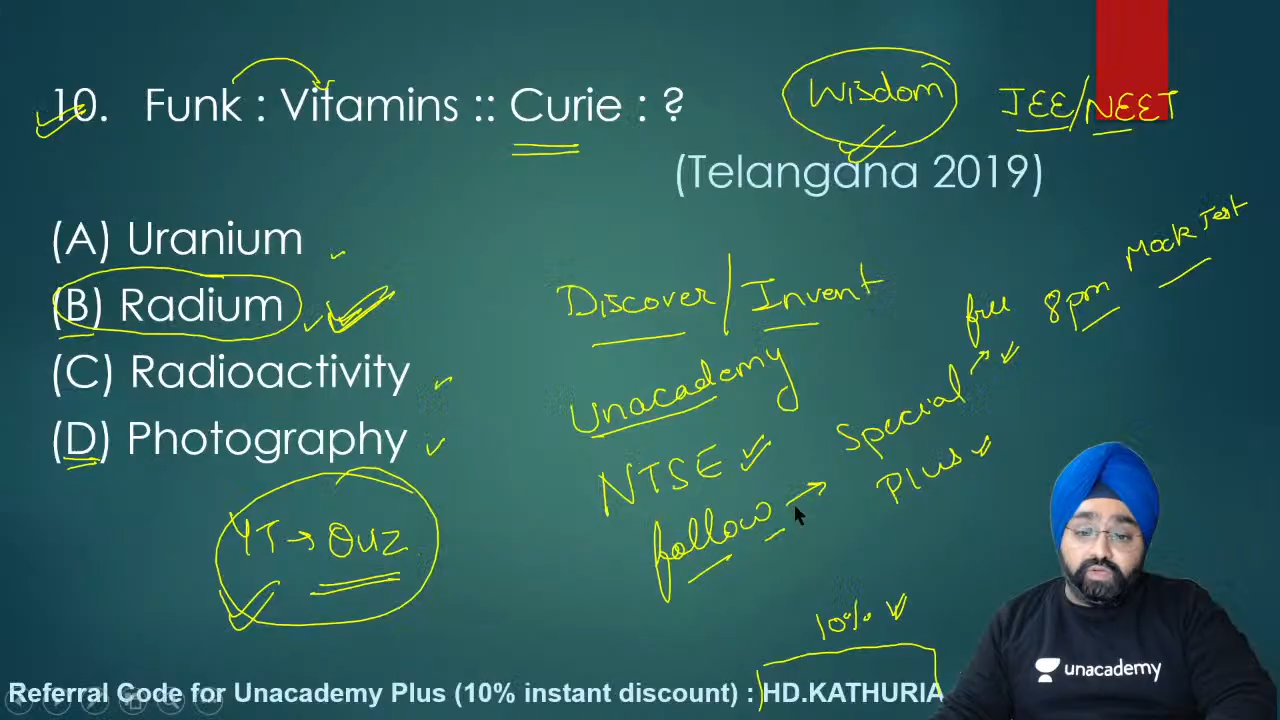 10. Funk : Vitamins :: Curie : ?
Wisdom
JEE/NEET
(Telangana 2019)
(A) Uranium
(B) Radium
(C) Radioactivity
(D) Photography
Discover/Invent
free 8pm Mock Test
Unacademy
NTSE
follow → Special
Plus
YT → Quz
10%
unacademy
Referral Code for Unacademy Plus (10% instant discount) : HD.KATHURIA